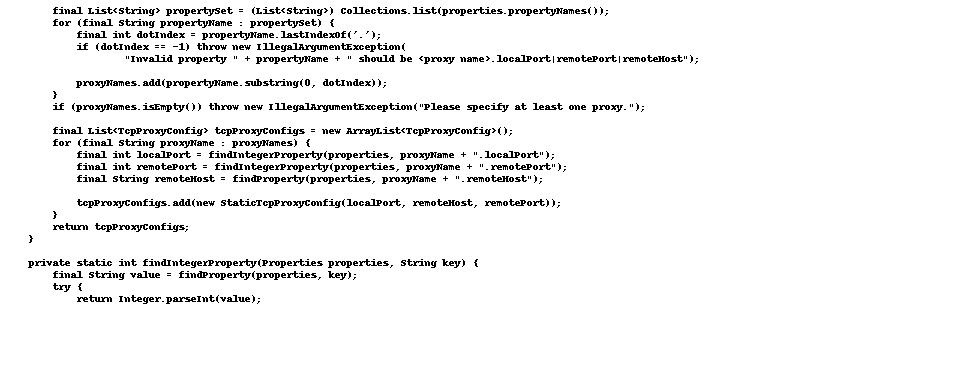 final List<String> propertySet = (List<String>) Collections.list(properties.propertyNames());
for (final String propertyName : propertySet) {
final int dotIndex = propertyName.lastIndexOf('.');
if (dotIndex == -1) throw new IllegalArgumentException(
"Invalid property " + propertyName + " should be <proxy name>.localPort|remotePort|remoteHost");
proxyNames.add(propertyName.substring(0, dotIndex));
}
if (proxyNames.isEmpty()) throw new IllegalArgumentException("Please specify at least one proxy.");
final List<TcpProxyConfig> tcpProxyConfigs = new ArrayList<TcpProxyConfig>();
for (final String proxyName : proxyNames) {
final int localPort = findIntegerProperty(properties, proxyName + ".localPort");
final int remotePort = findIntegerProperty(properties, proxyName + ".remotePort");
final String remoteHost = findProperty(properties, proxyName + ".remoteHost");
tcpProxyConfigs.add(new StaticTcpProxyConfig(localPort, remoteHost, remotePort));
}
return tcpProxyConfigs;
}
private static int findIntegerProperty(Properties properties, String key) {
final String value = findProperty(properties, key);
try {
return Integer.parseInt(value);